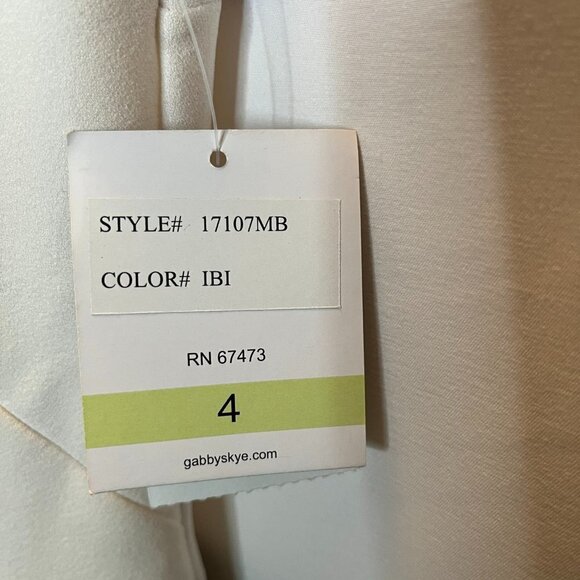 STYLE# 17107MB
COLOR# IBI
RN 67473
4
gabbyskye.com